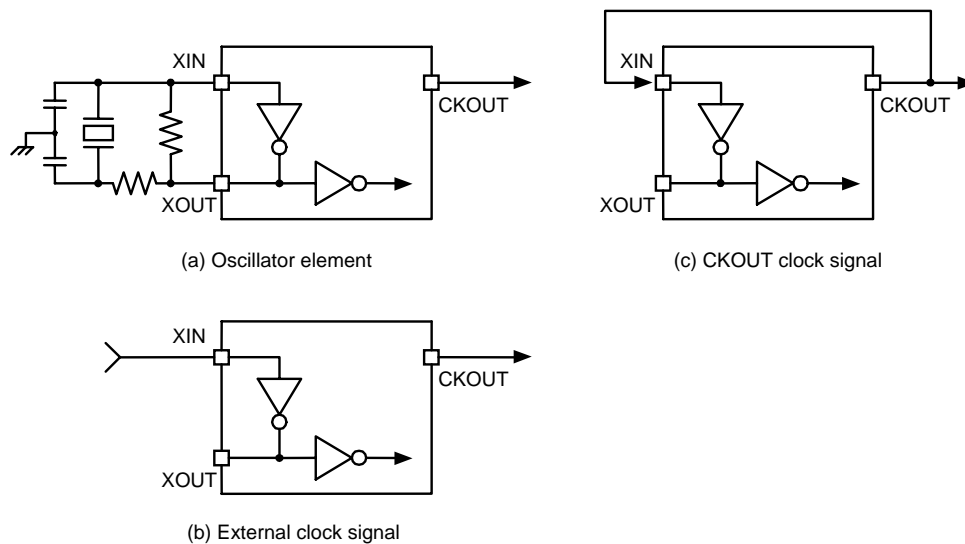 XIN
CKOUT
XOUT
(a) Oscillator element
XIN
CKOUT
XOUT
(c) CKOUT clock signal
XIN
CKOUT
XOUT
(b) External clock signal